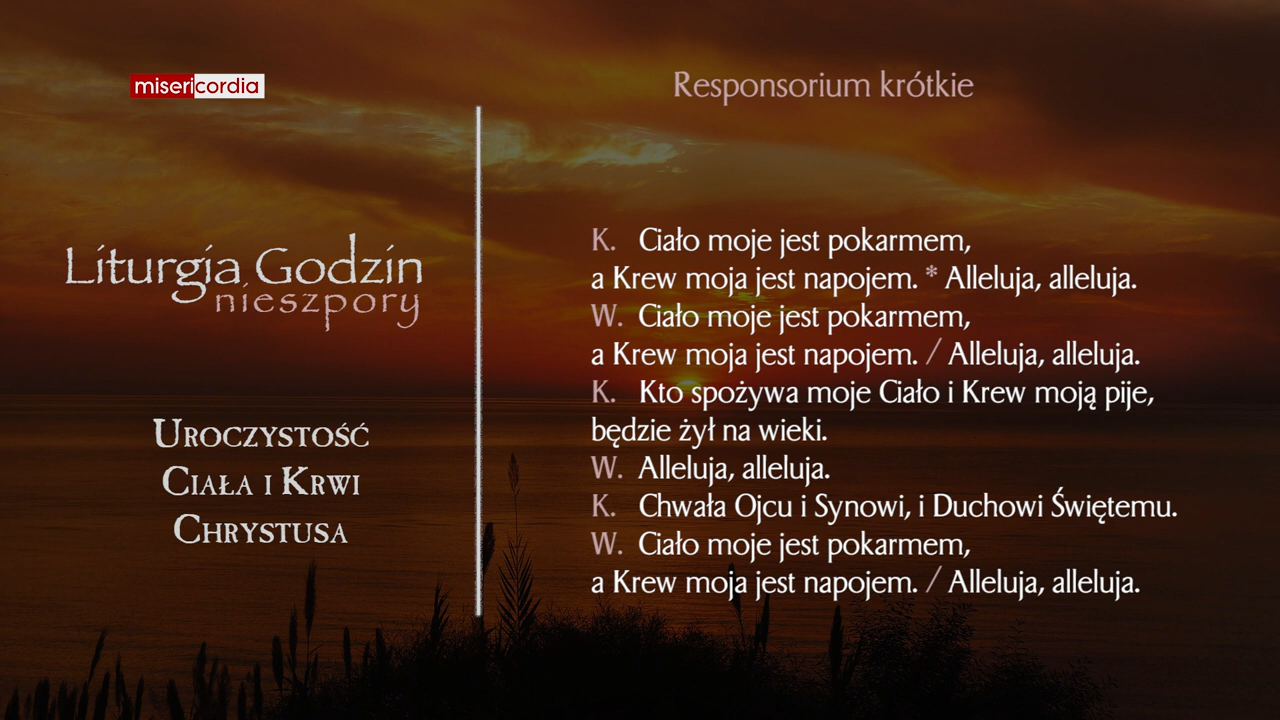 misericordia
Liturgia Godzin
nieszpory
Uroczystość
Ciała i Krwi
Chrystusa
Responsorium krótkie
K. Ciało moje jest pokarmem,
a Krew moja jest napojem. * Alleluja, alleluja.
W. Ciało moje jest pokarmem,
a Krew moja jest napojem. / Alleluja, alleluja.
K. Kto spożywa moje Ciało i Krew moją pije,
będzie żył na wieki.
W. Alleluja, alleluja.
K. Chwała Ojcu i Synowi, i Duchowi Świętemu.
W. Ciało moje jest pokarmem,
a Krew moja jest napojem. / Alleluja, alleluja.